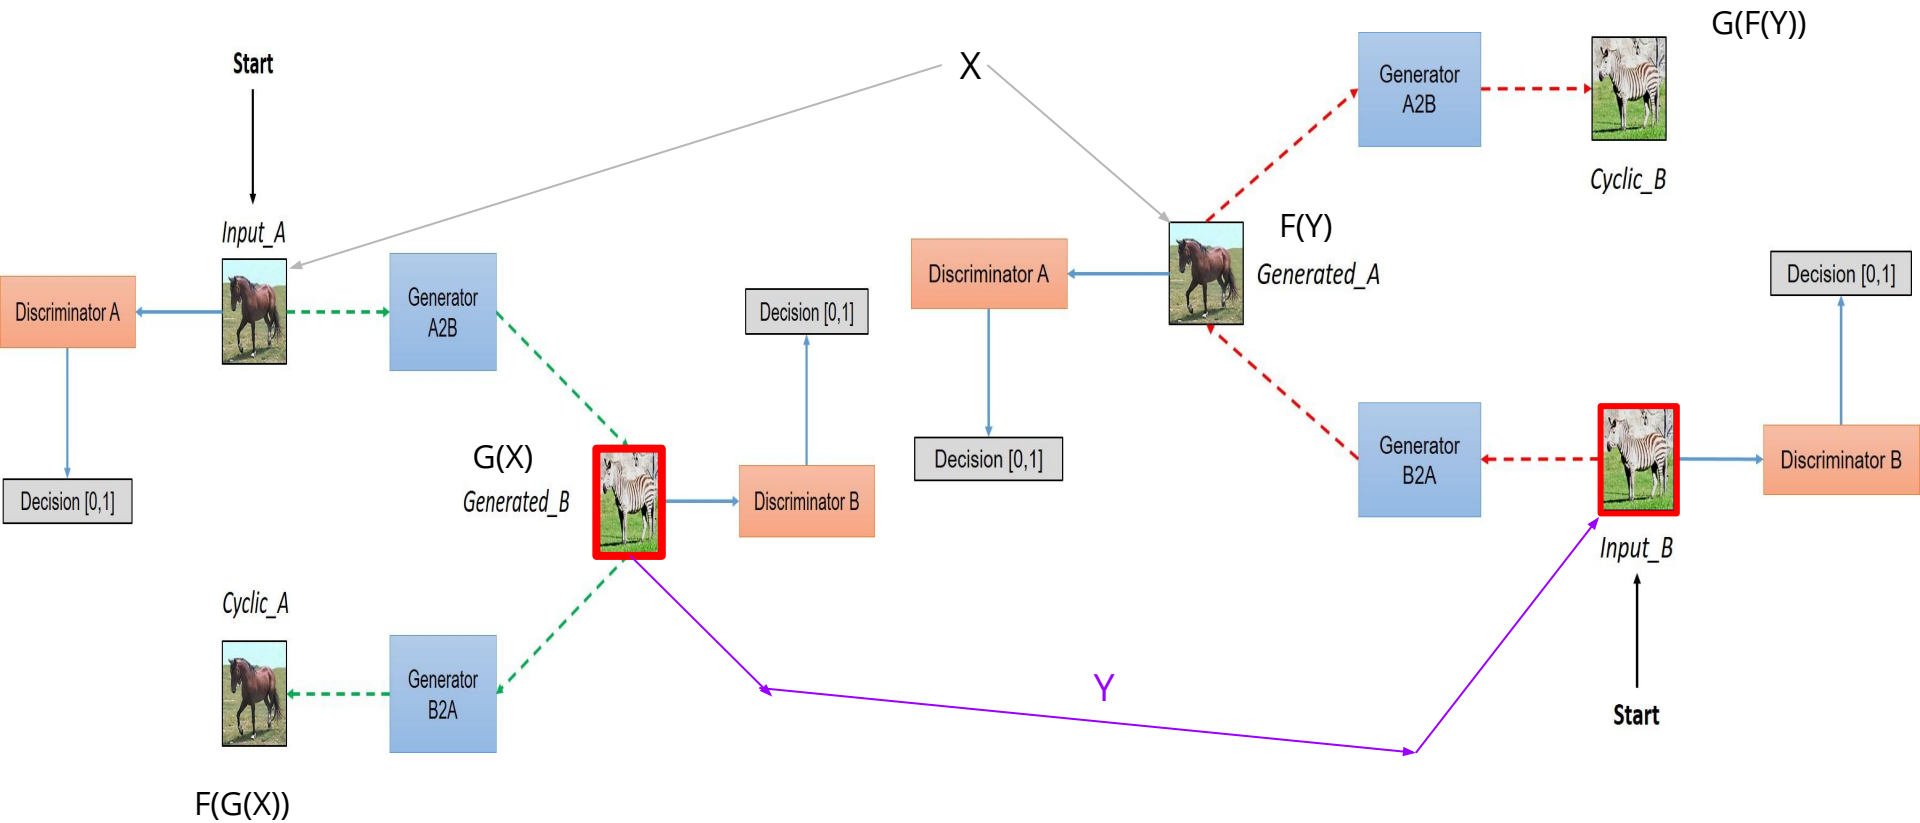 Start
Input_A
Discriminator A
Decision [0,1]
Generator
A2B
G(X)
Generated_B
Decision [0,1]
Discriminator B
Cyclic_A
Generator
B2A
F(G(X))
X
Y
G(F(Y))
Generator
A2B
Cyclic_B
F(Y)
Generated_A
Discriminator A
Decision [0,1]
Generator
B2A
Decision [0,1]
Discriminator B
Input_B
Start